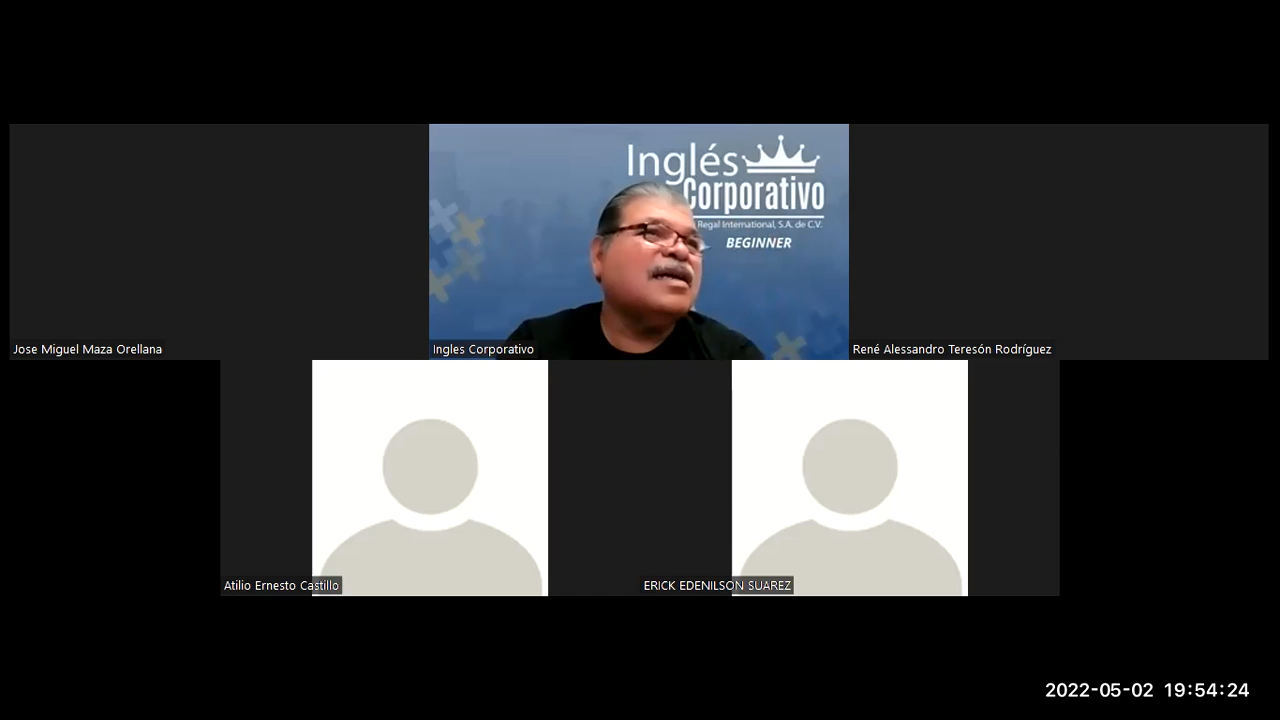 Inglés
Corporativo
Regal International, S.A. de C.V.
BEGINNER
Jose Miguel Maza Orellana
Ingles Corporativo
René Alessandro Teresón Rodríguez
Atilio Ernesto Castillo
ERICK EDENILSON SUAREZ
2022-05-02 19:54:24